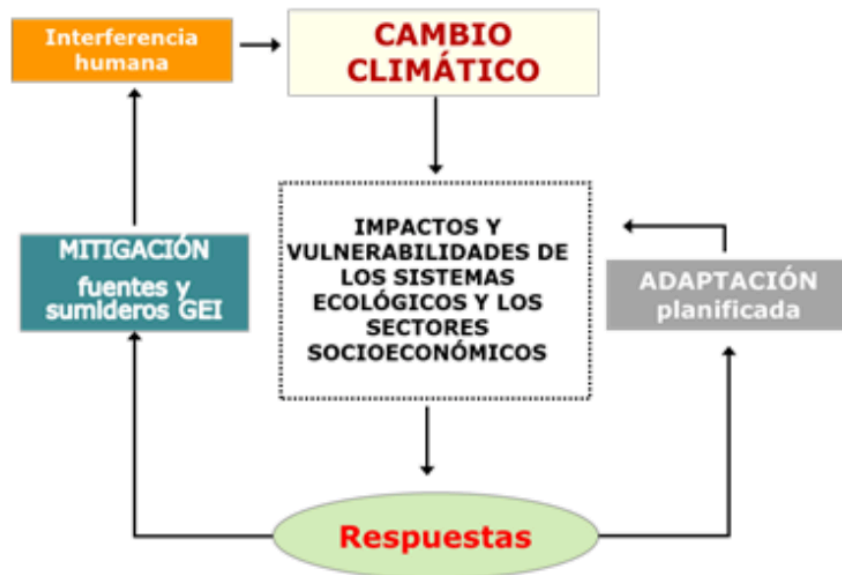 Interferencia
humana
CAMBIO
CLIMÁTICO
IMPACTOS Y
VULNERABILIDADES DE
LOS SISTEMAS
ECOLÓGICOS Y LOS
SECTORES
SOCIOECONÓMICOS
MITIGACIÓN
fuentes y
sumideros GEI
ADAPTACIÓN
planificada
Respuestas